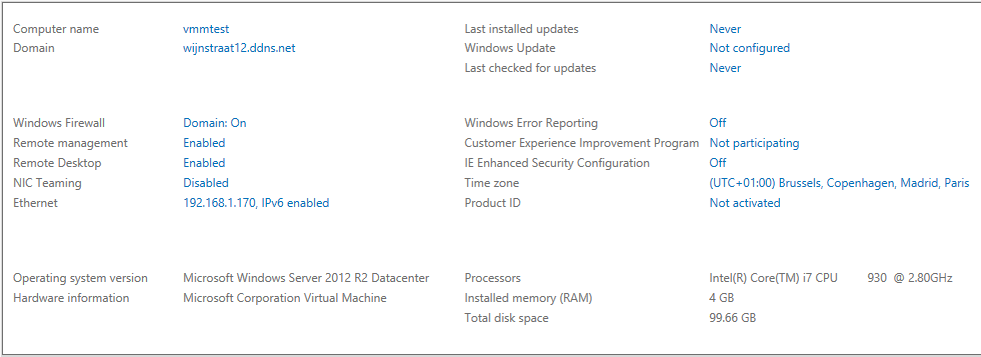 Computer name vmmtest Last installed updates Never
Domain wijnstraat12.ddns.net Windows Update Not configured
Last checked for updates Never
Windows Firewall Domain: On Windows Error Reporting Off
Remote management Enabled Customer Experience Improvement Program Not participating
Remote Desktop Enabled IE Enhanced Security Configuration Off
NIC Teaming Disabled Time zone (UTC+01:00) Brussels, Copenhagen, Madrid, Paris
Ethernet 192.168.1.170, IPv6 enabled Product ID Not activated
Operating system version Microsoft Windows Server 2012 R2 Datacenter Processors Intel(R) Core(TM) i7 CPU 930 @ 2.80GHz
Hardware information Microsoft Corporation Virtual Machine Installed memory (RAM) 4 GB
Total disk space 99.66 GB